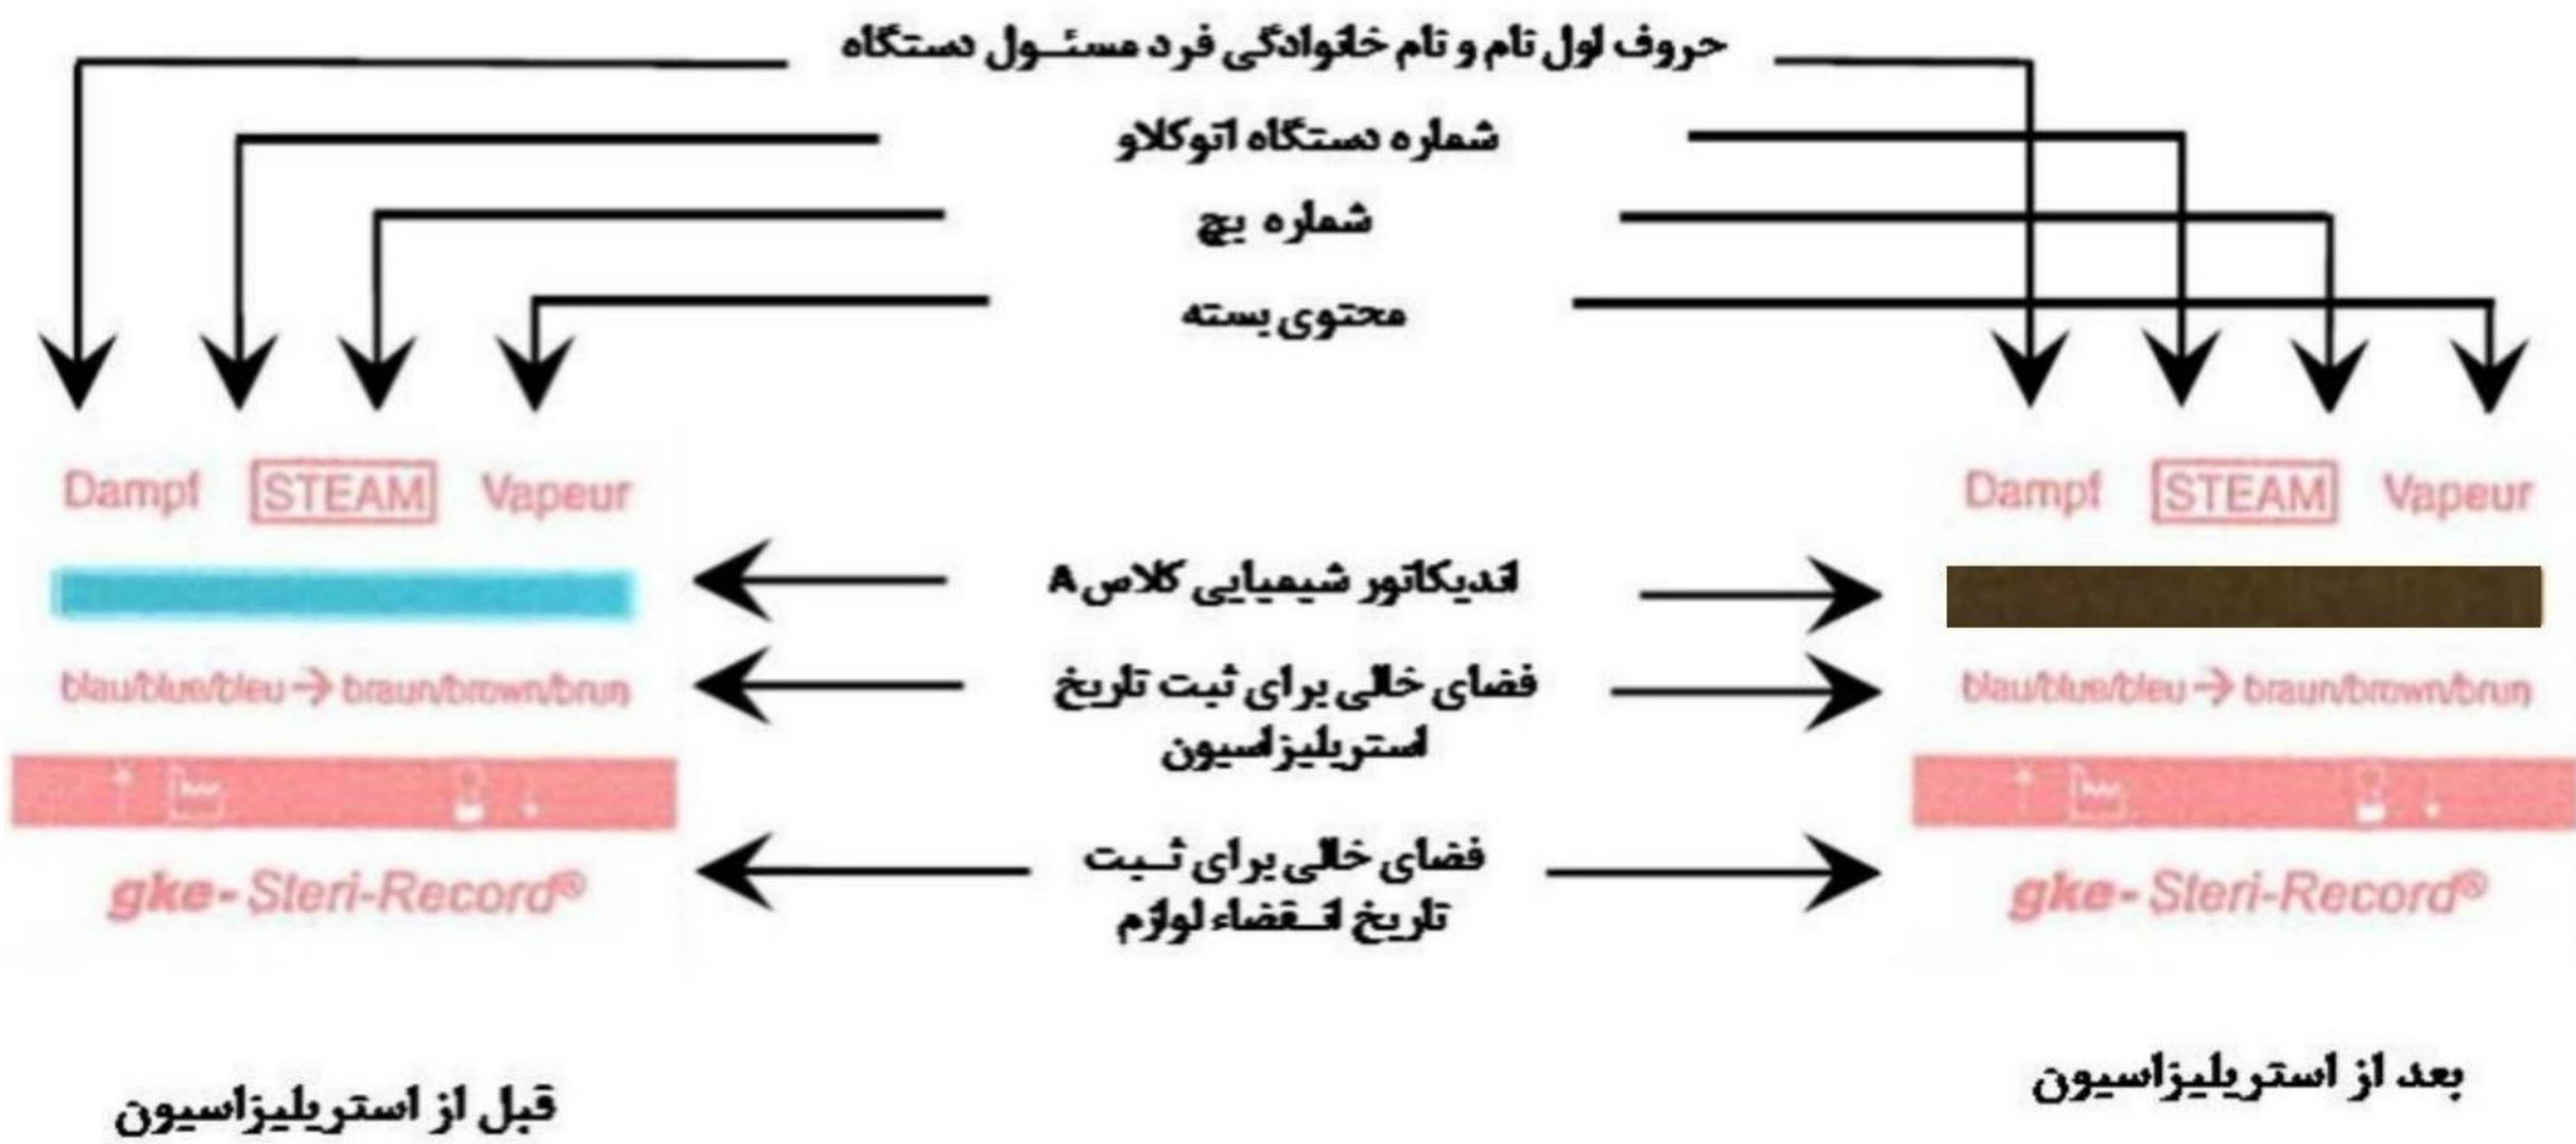 حروف اول نام و نام خانوادگی فرد مسئـول دستگاه
شماره دستگاه اتوکلاو
شماره بچ
محتوی بسته
Dampf STEAM Vapeur
Dampf STEAM Vapeur
اندیکاتور شیمیایی کلاس A
blau/blue/bleu → braun/brown/brun
فضای خالی برای ثبت تاریخ
استریلیزاسیون
blau/blue/bleu → braun/brown/brun
فضای خالی برای ثـبت
تاریخ انـقضاء لوازم
gke-Steri-Record®
gke-Steri-Record®
قبل از استریلیزاسیون
بعد از استریلیزاسیون